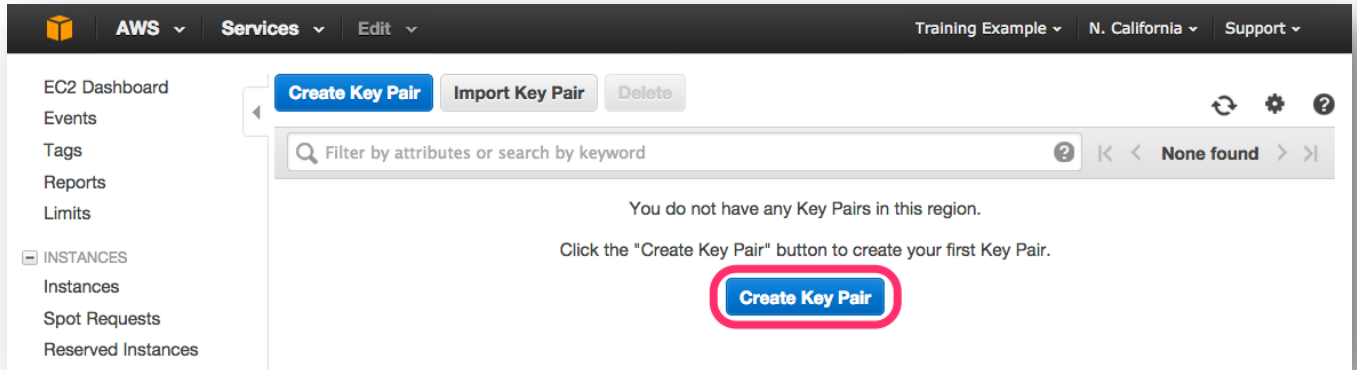 AWS Services Edit Training Example N. California Support
EC2 Dashboard
Events
Tags
Reports
Limits
INSTANCES
Instances
Spot Requests
Reserved Instances
Create Key Pair Import Key Pair Delete
Filter by attributes or search by keyword None found
You do not have any Key Pairs in this region.
Click the "Create Key Pair" button to create your first Key Pair.
Create Key Pair